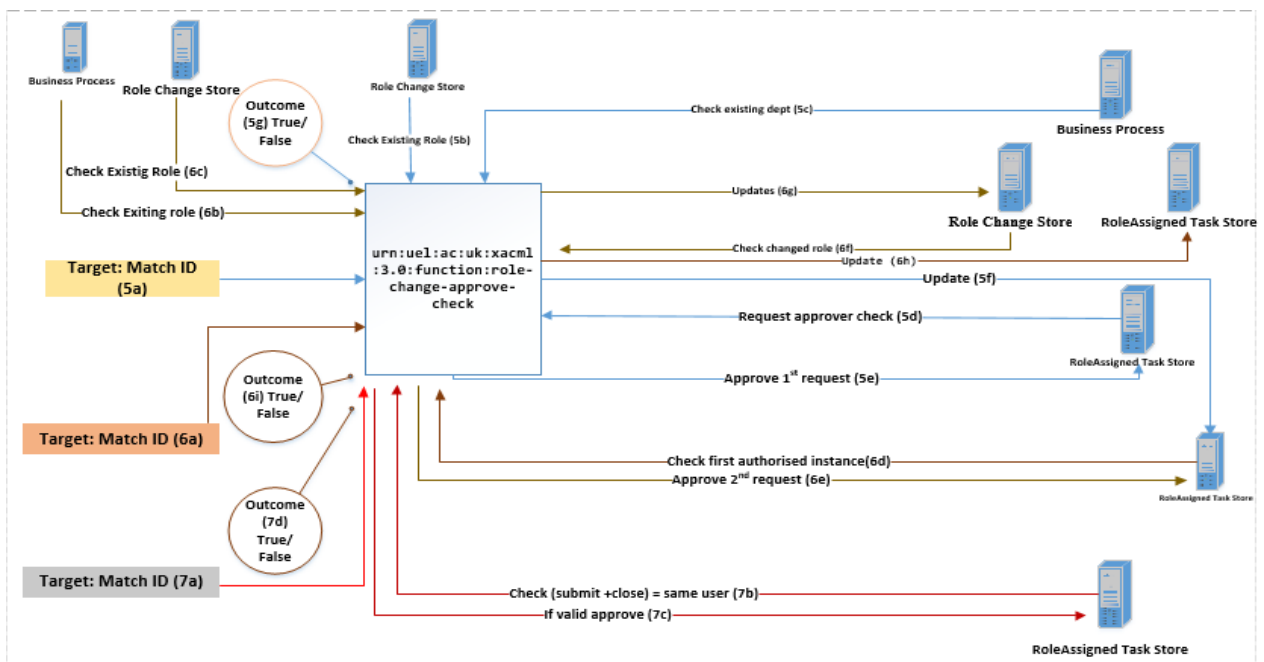 Business Process
Role Change Store
Outcome
(5g) True/
False
Role Change Store
Check Existing Role (5b)
Check existing dept (5c)
Business Process
Check Existig Role (6c)
Check Exiting role (6b)
Updates (6g)
Role Change Store
RoleAssigned Task Store
Check changed role (6f)
Update (6h)
urn:uel:ac:uk:xacml
:3.0:function:role-
change-approve-
check
Target: Match ID
(5a)
Update (5f)
Request approver check (5d)
RoleAssigned Task Store
Approve 1st request (5e)
Outcome
(6i) True/
False
Target: Match ID (6a)
Check first authorised instance(6d)
Approve 2nd request (6e)
RoleAssigned Task Store
Outcome
(7d)
True/
False
Target: Match ID (7a)
Check (submit +close) = same user (7b)
If valid approve (7c)
RoleAssigned Task Store